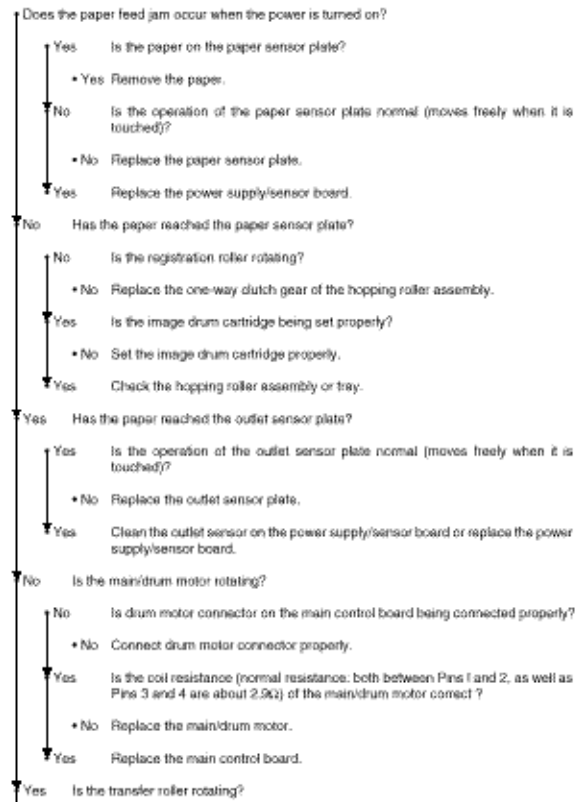 Does the paper feed jam occur when the power is turned on?
Yes Is the paper on the paper sensor plate?
• Yes Remove the paper.
No Is the operation of the paper sensor plate normal (moves freely when it is
touched)?
• No Replace the paper sensor plate.
Yes Replace the power supply/sensor board.
No Has the paper reached the paper sensor plate?
No Is the registration roller rotating?
• No Replace the one-way clutch gear of the hopping roller assembly.
Yes Is the image drum cartridge being set properly?
• No Set the image drum cartridge properly.
Yes Check the hopping roller assembly or tray.
Yes Has the paper reached the outlet sensor plate?
Yes Is the operation of the outlet sensor plate normal (moves freely when it is
touched)?
• No Replace the outlet sensor plate.
Yes Clean the outlet sensor on the power supply/sensor board or replace the power
supply/sensor board.
No Is the main/drum motor rotating?
No Is drum motor connector on the main control board being connected properly?
• No Connect drum motor connector properly.
Yes Is the coil resistance (normal resistance: both between Pins 1 and 2, as well as
Pins 3 and 4 are about 2.9Ω) of the main/drum motor correct ?
• No Replace the main/drum motor.
Yes Replace the main control board.
Yes Is the transfer roller rotating?